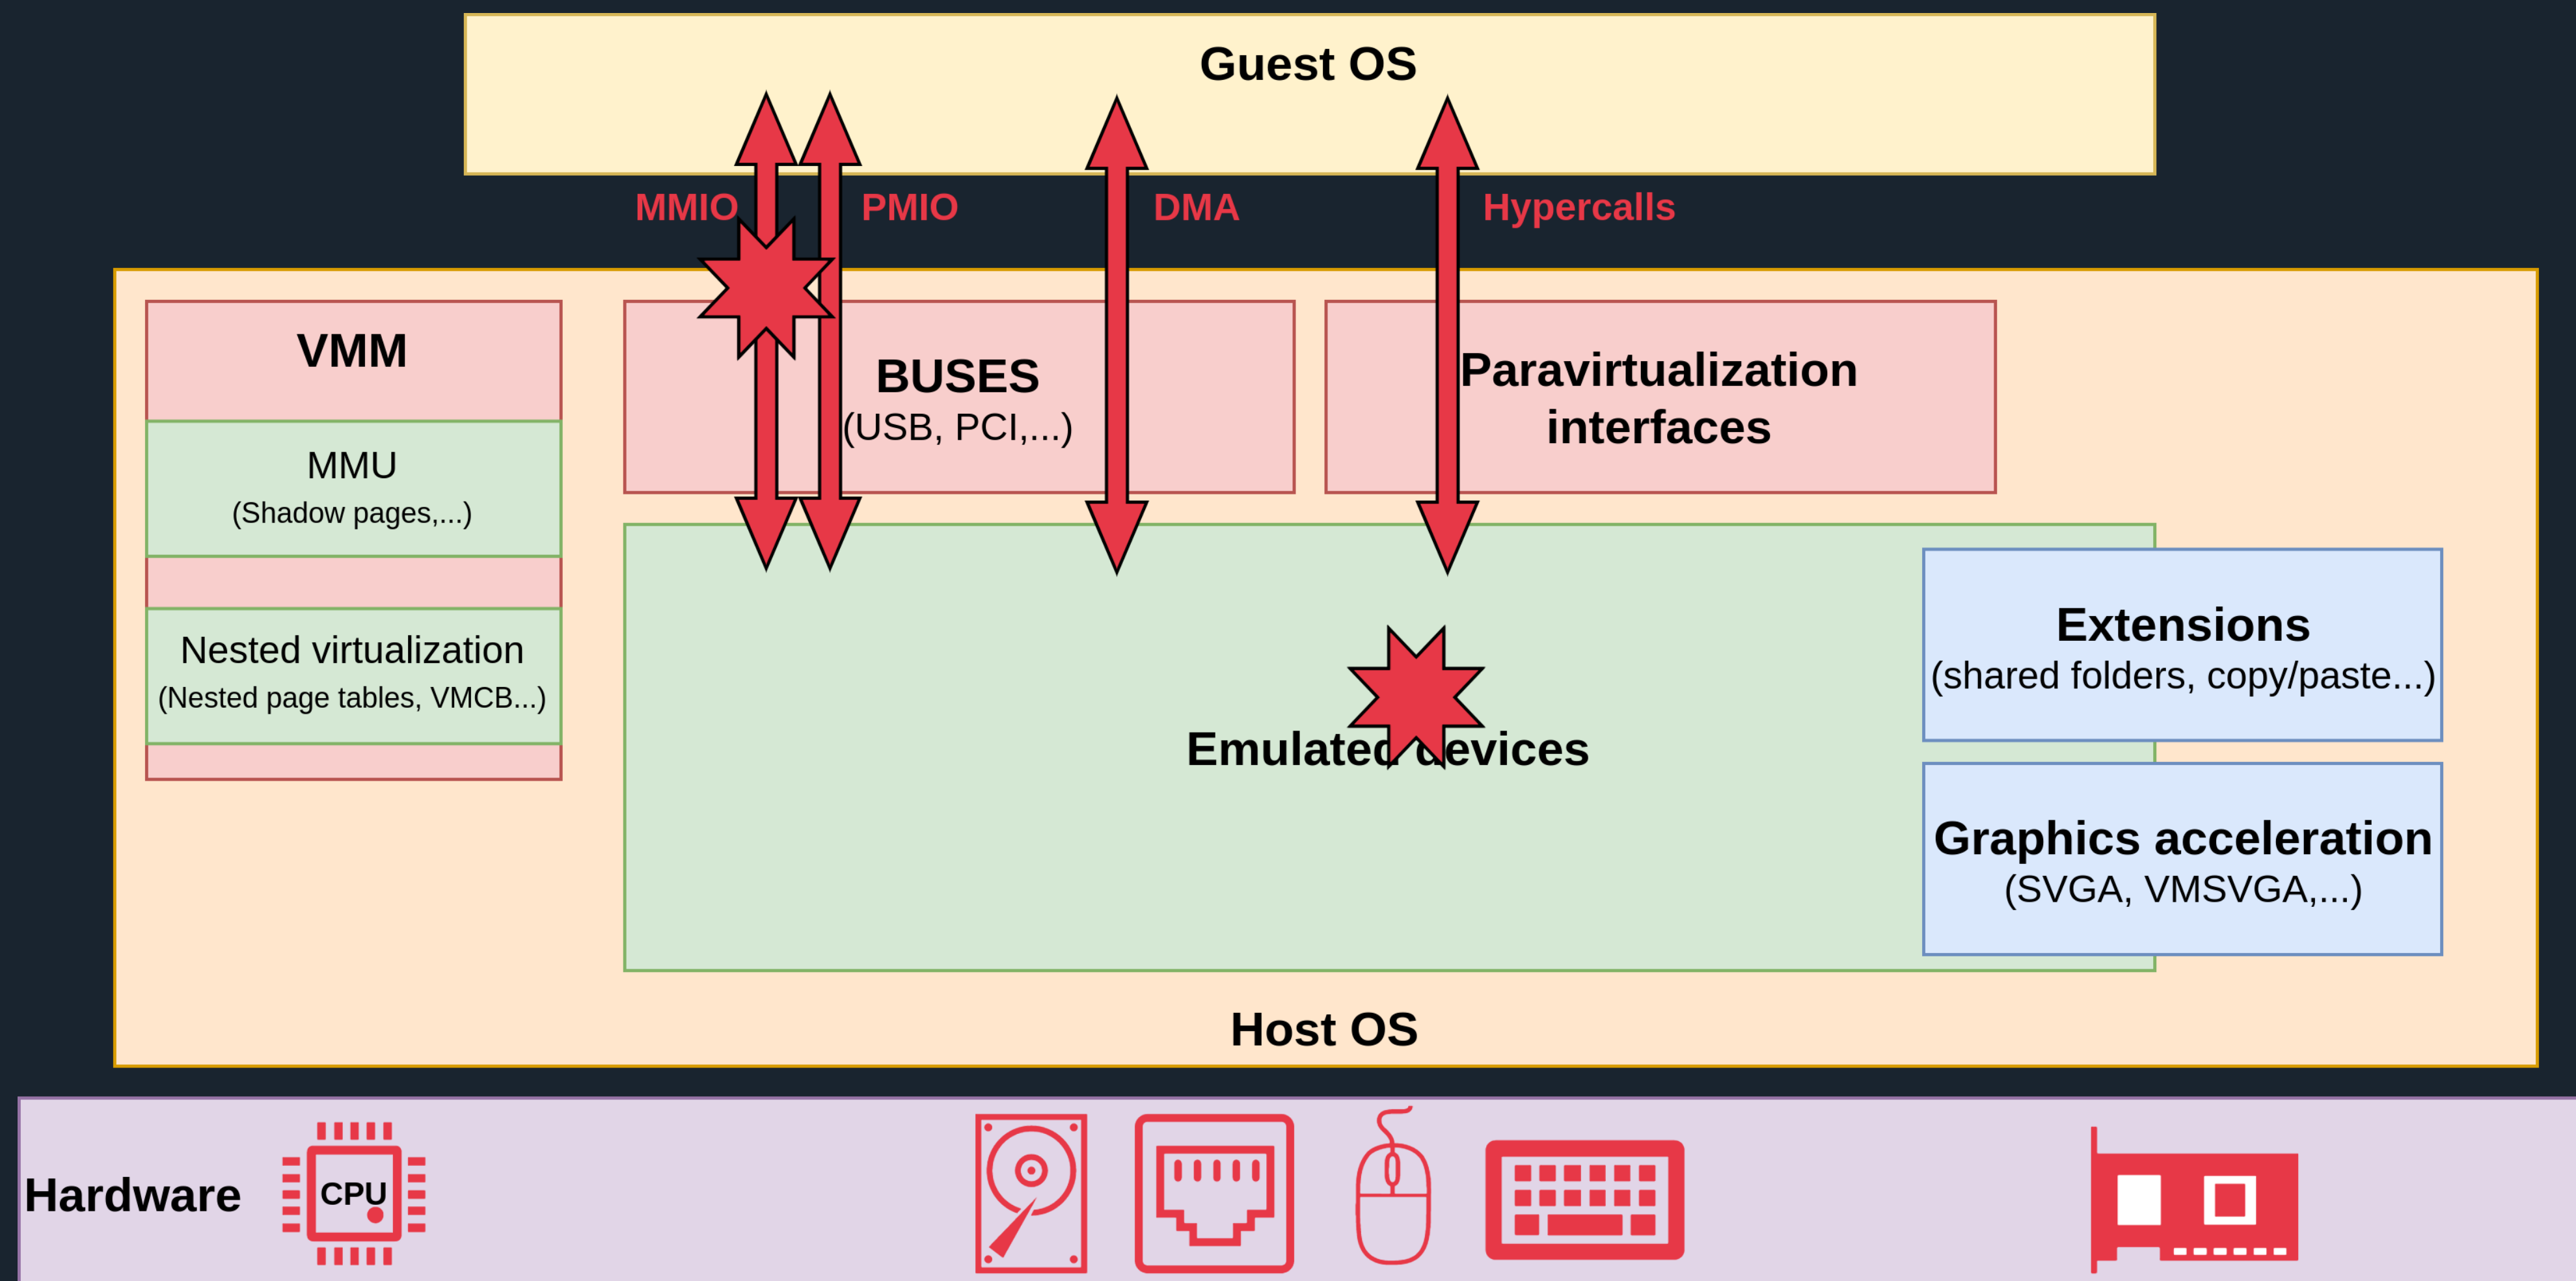 Guest OS
MMIO
PMIO
DMA
Hypercalls
VMM
MMU
(Shadow pages,...)
Nested virtualization
(Nested page tables, VMCB...)
BUSES
(USB, PCI,...)
Paravirtualization
interfaces
Emulated devices
Extensions
(shared folders, copy/paste...)
Graphics acceleration
(SVGA, VMSVGA,...)
Host OS
Hardware
CPU